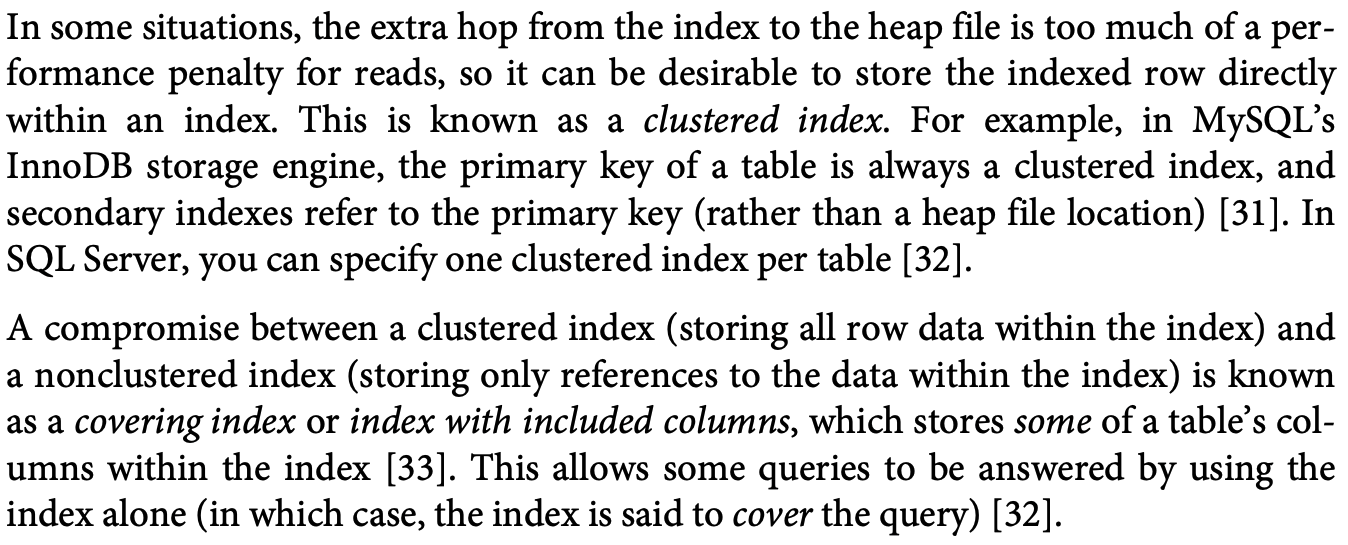 In some situations, the extra hop from the index to the heap file is too much of a per-
formance penalty for reads, so it can be desirable to store the indexed row directly
within an index. This is known as a clustered index. For example, in MySQL’s
InnoDB storage engine, the primary key of a table is always a clustered index, and
secondary indexes refer to the primary key (rather than a heap file location) [31]. In
SQL Server, you can specify one clustered index per table [32].
A compromise between a clustered index (storing all row data within the index) and
a nonclustered index (storing only references to the data within the index) is known
as a covering index or index with included columns, which stores some of a table’s col-
umns within the index [33]. This allows some queries to be answered by using the
index alone (in which case, the index is said to cover the query) [32].